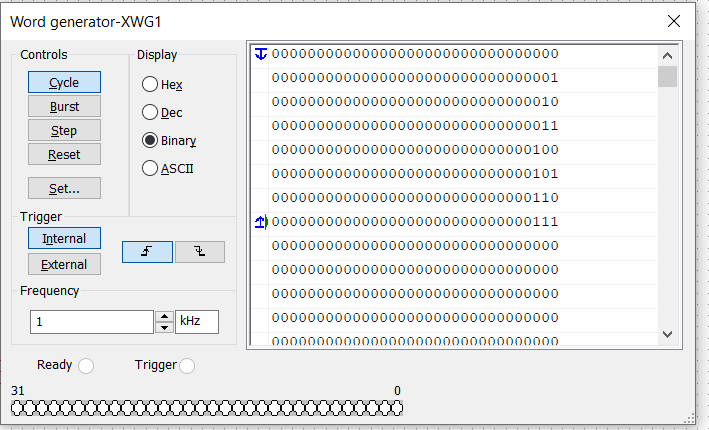 Word generator-XWG1
Controls
Cycle
Burst
Step
Reset
Set...
Display
Hex
Dec
Binary
ASCII
Trigger
Internal
External
Frequency
1
kHz
Ready
Trigger
31
0
00000000000000000000000000000000
00000000000000000000000000000001
00000000000000000000000000000010
00000000000000000000000000000011
00000000000000000000000000000100
00000000000000000000000000000101
00000000000000000000000000000110
00000000000000000000000000000111
00000000000000000000000000000000
00000000000000000000000000000000
00000000000000000000000000000000
00000000000000000000000000000000
00000000000000000000000000000000